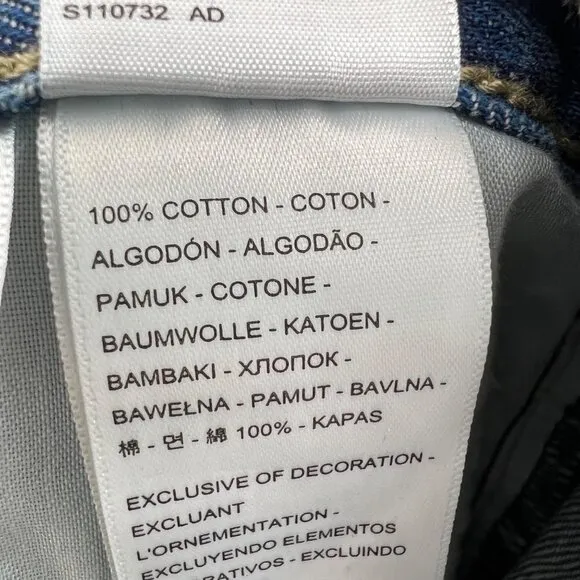 S110732 AD
100% COTTON - COTON -
ALGODÓN - ALGODÃO -
PAMUK - COTONE -
BAUMWOLLE - KATOEN -
BAMBAKI - ХЛОПОК -
BAWEŁNA - PAMUT - BAVLNA -
棉 - 면 - 綿 100% - KAPAS
EXCLUSIVE OF DECORATION -
EXCLUANT
L'ORNEMENTATION -
EXCLUYENDO ELEMENTOS
RATIVOS - EXCLUINDO